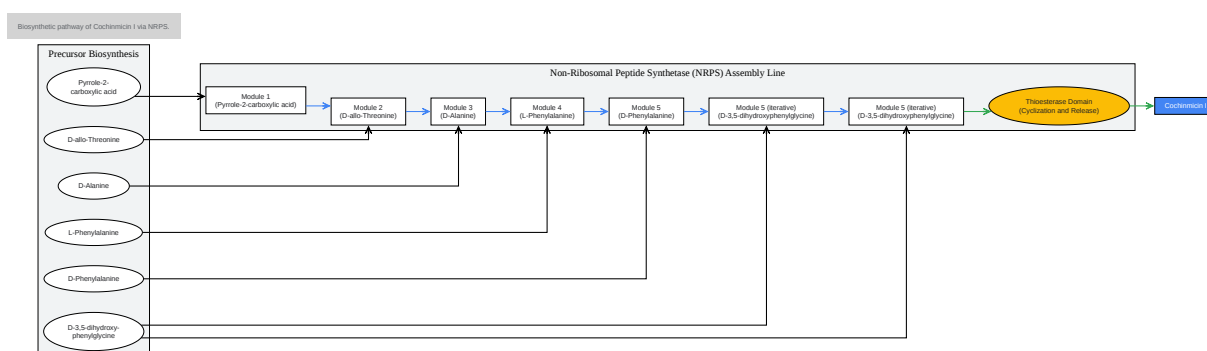 Biosynthetic pathway of Cochinmicin I via NRPS.
Precursor Biosynthesis
Pyrrole-2-
carboxylic acid
D-allo-Threonine
D-Alanine
L-Phenylalanine
D-Phenylalanine
D-3,5-dihydroxy-
phenylglycine
Non-Ribosomal Peptide Synthetase (NRPS) Assembly Line
Module 1
(Pyrrole-2-carboxylic acid)
Module 2
(D-allo-Threonine)
Module 3
(D-Alanine)
Module 4
(L-Phenylalanine)
Module 5
(D-Phenylalanine)
Module 5 (iterative)
(D-3,5-dihydroxyphenylglycine)
Module 5 (iterative)
(D-3,5-dihydroxyphenylglycine)
Thioesterase Domain
(Cyclization and Release)
Cochinmicin I